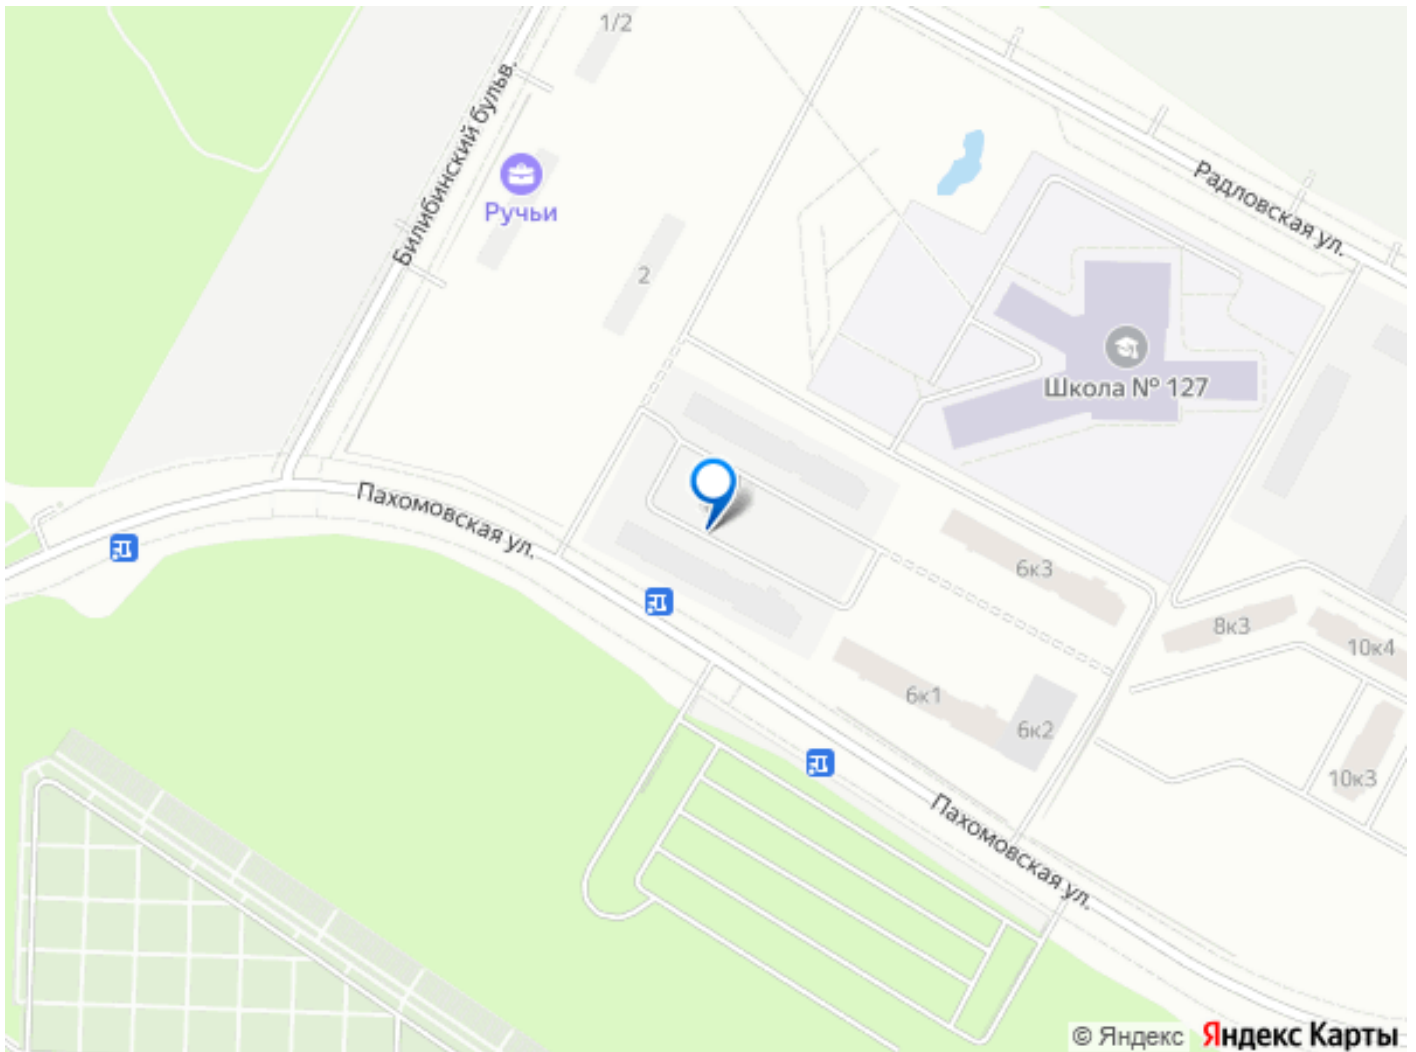 1/2
Билибинский бульв.
Ручьи
2
Радловская ул.
Школа № 127
Пахомовская ул.
6к3
8к3
10к4
6к1
6к2
10к3
Пахомовская ул.
© Яндекс Яндекс Карты